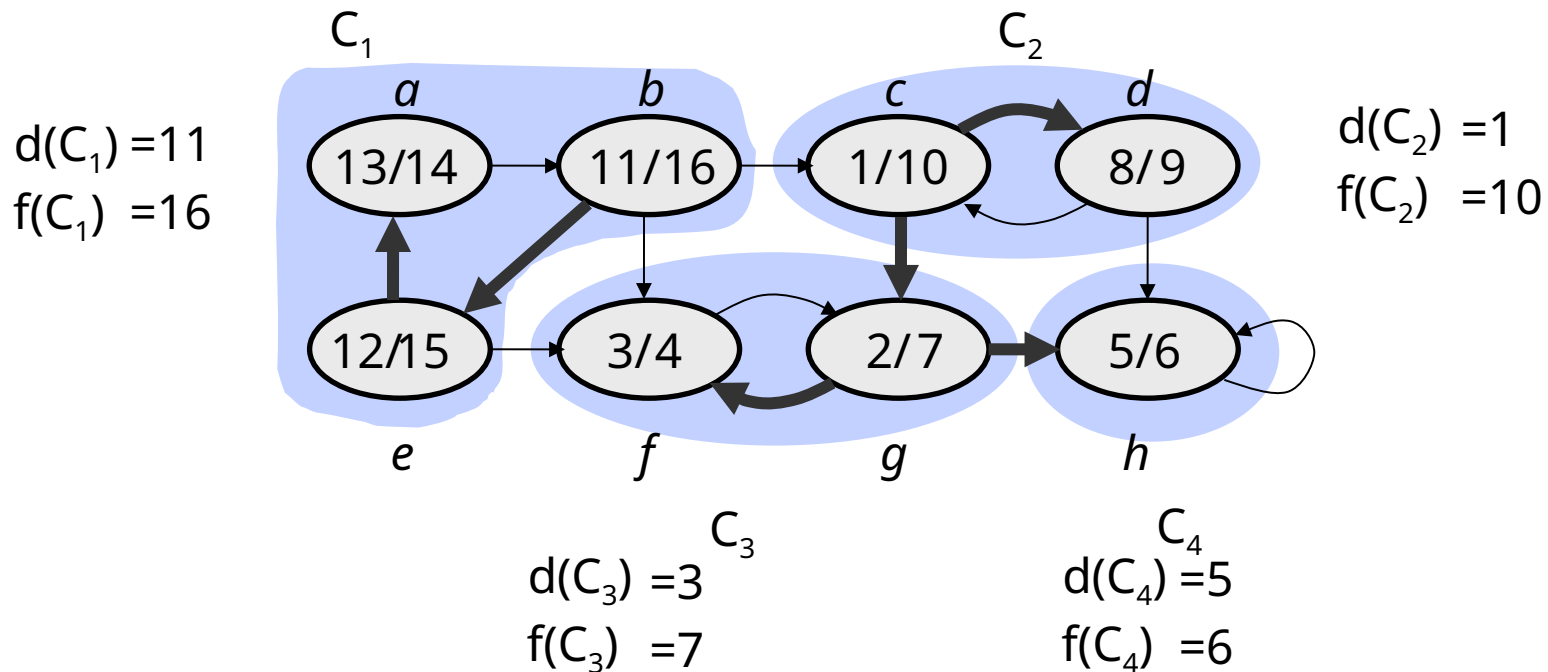 C₁ C₂
a b c d
d(C₁) =11 13/14 11/16 1/10 8/9 d(C₂) =1
f(C₁) =16 f(C₂) =10
12/15 3/4 2/7 5/6
e f g h
C₃ C₄
d(C₃) =3 d(C₄) =5
f(C₃) =7 f(C₄) =6